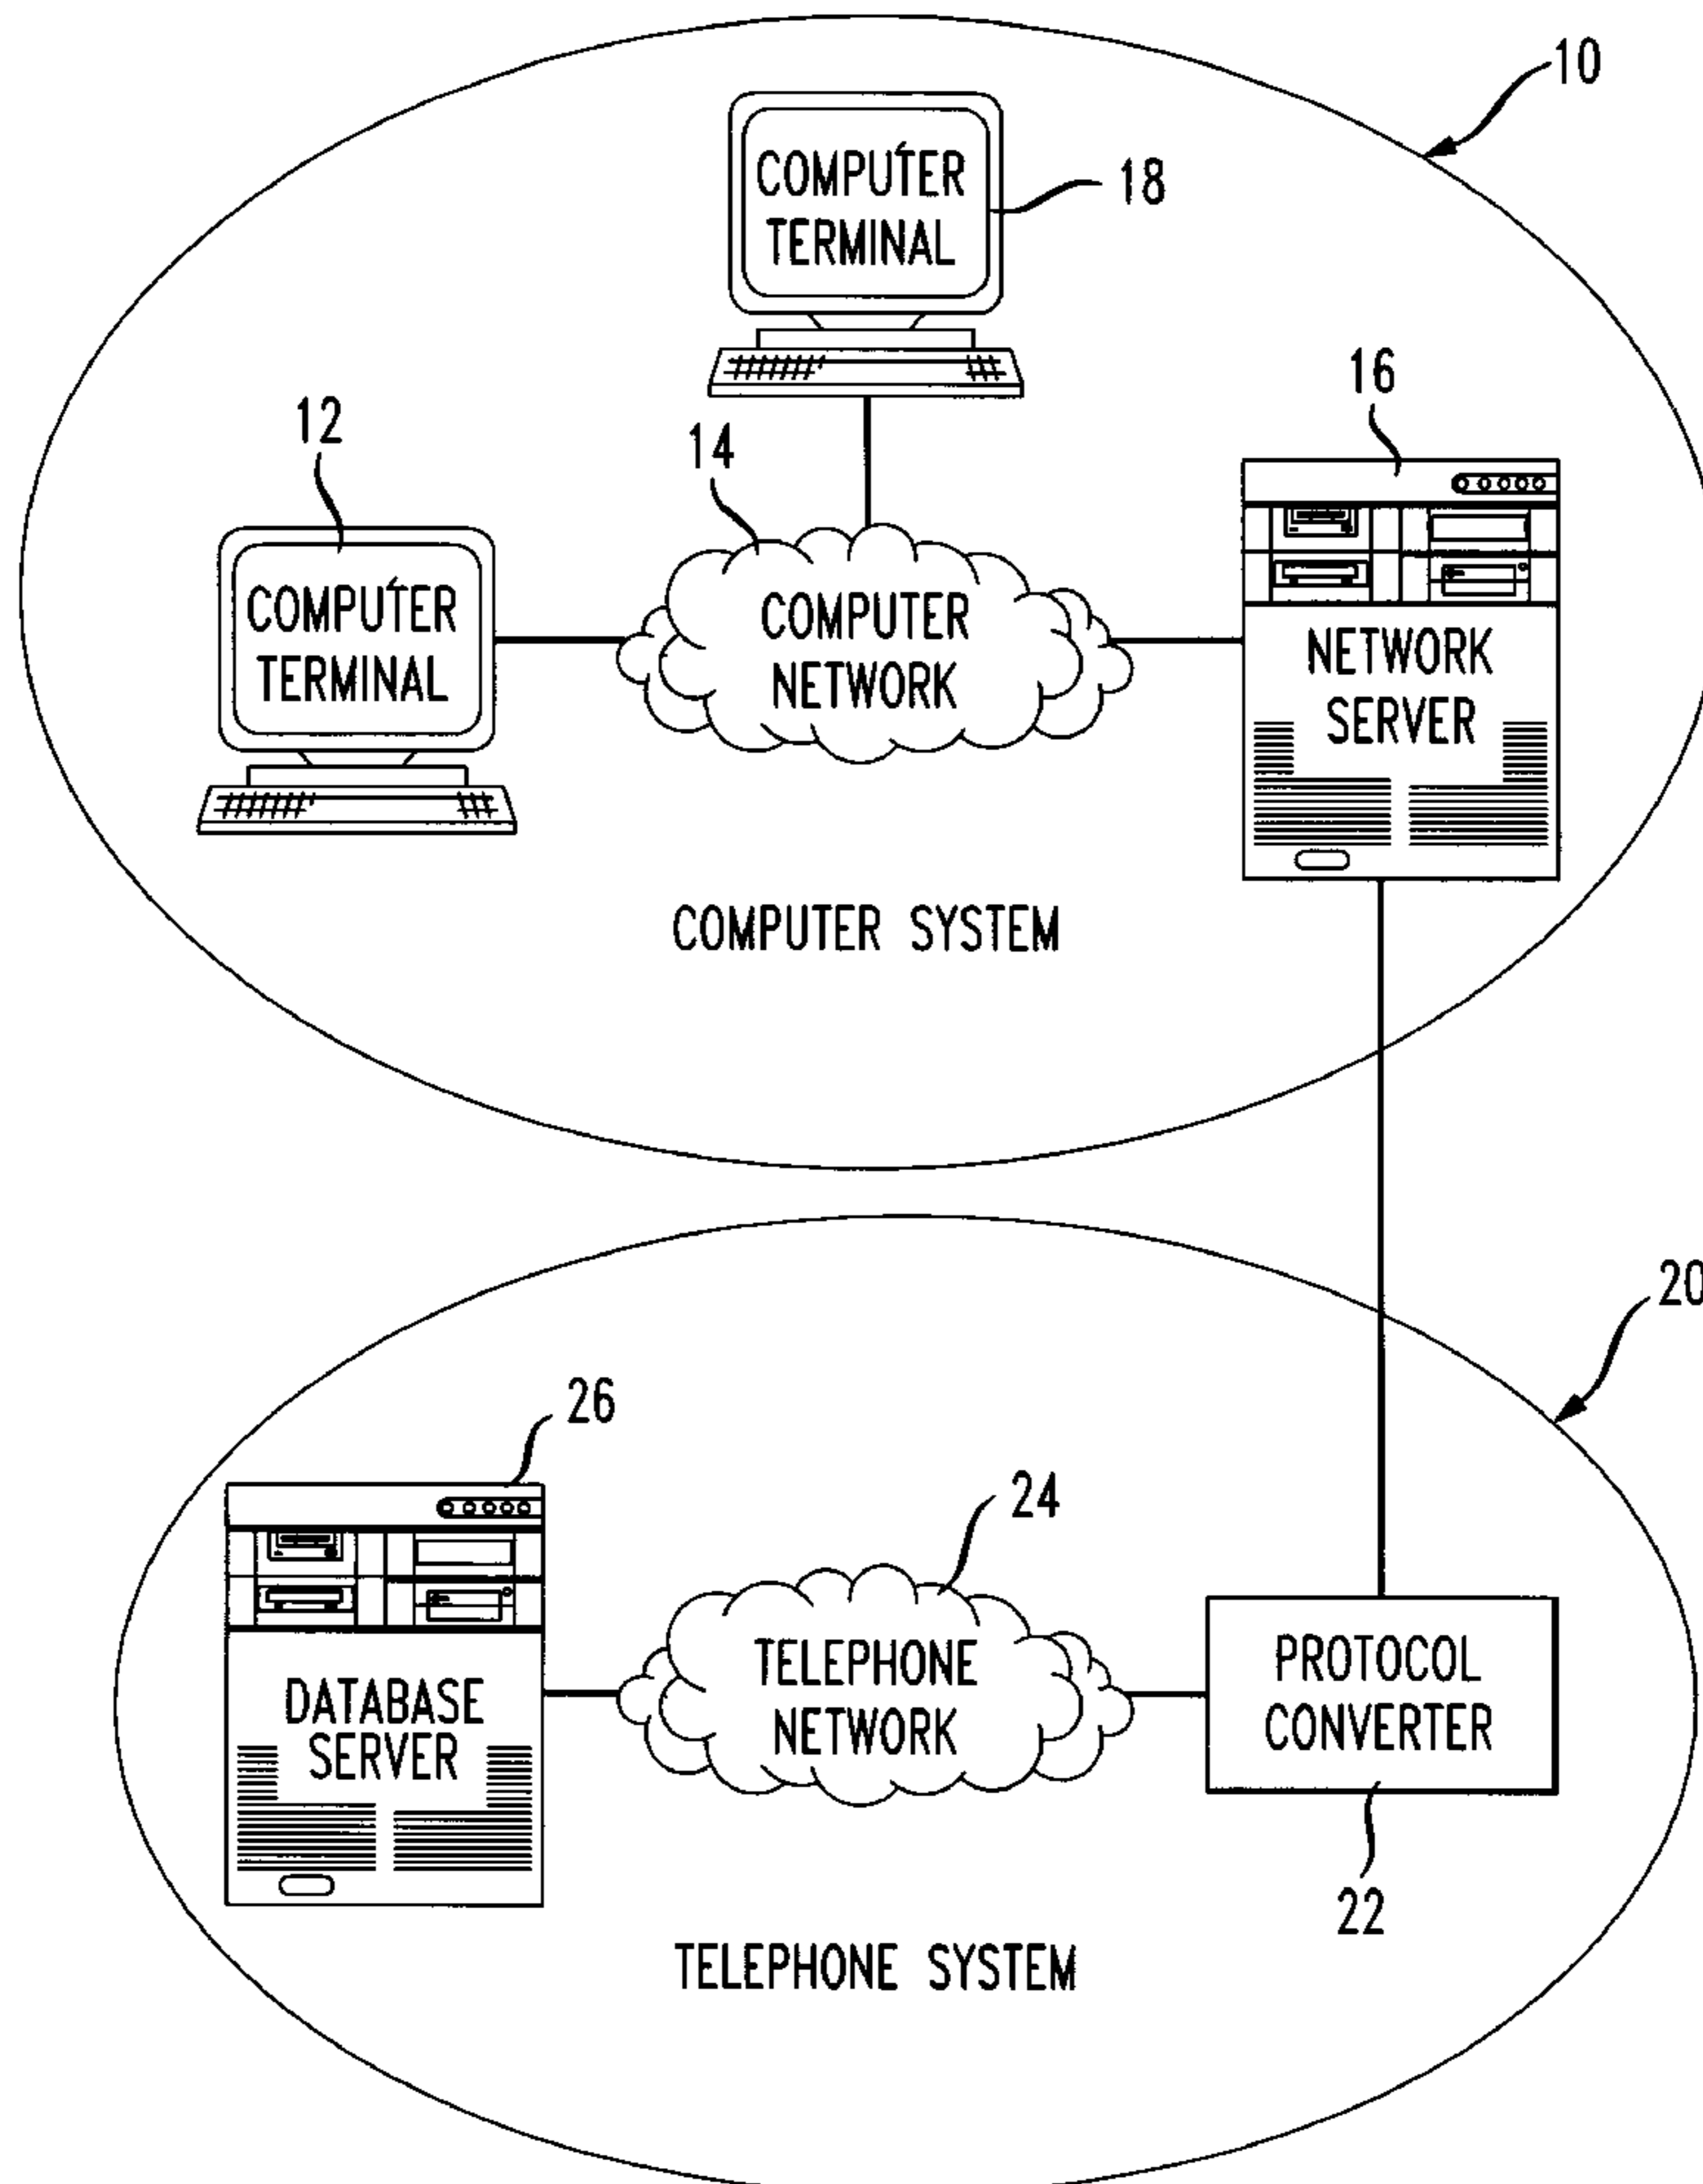 10
COMPUTER
TERMINAL
18
16
12
14
COMPUTER
TERMINAL
COMPUTER
NETWORK
NETWORK
SERVER
COMPUTER SYSTEM
20
26
24
DATABASE
SERVER
TELEPHONE
NETWORK
PROTOCOL
CONVERTER
22
TELEPHONE SYSTEM